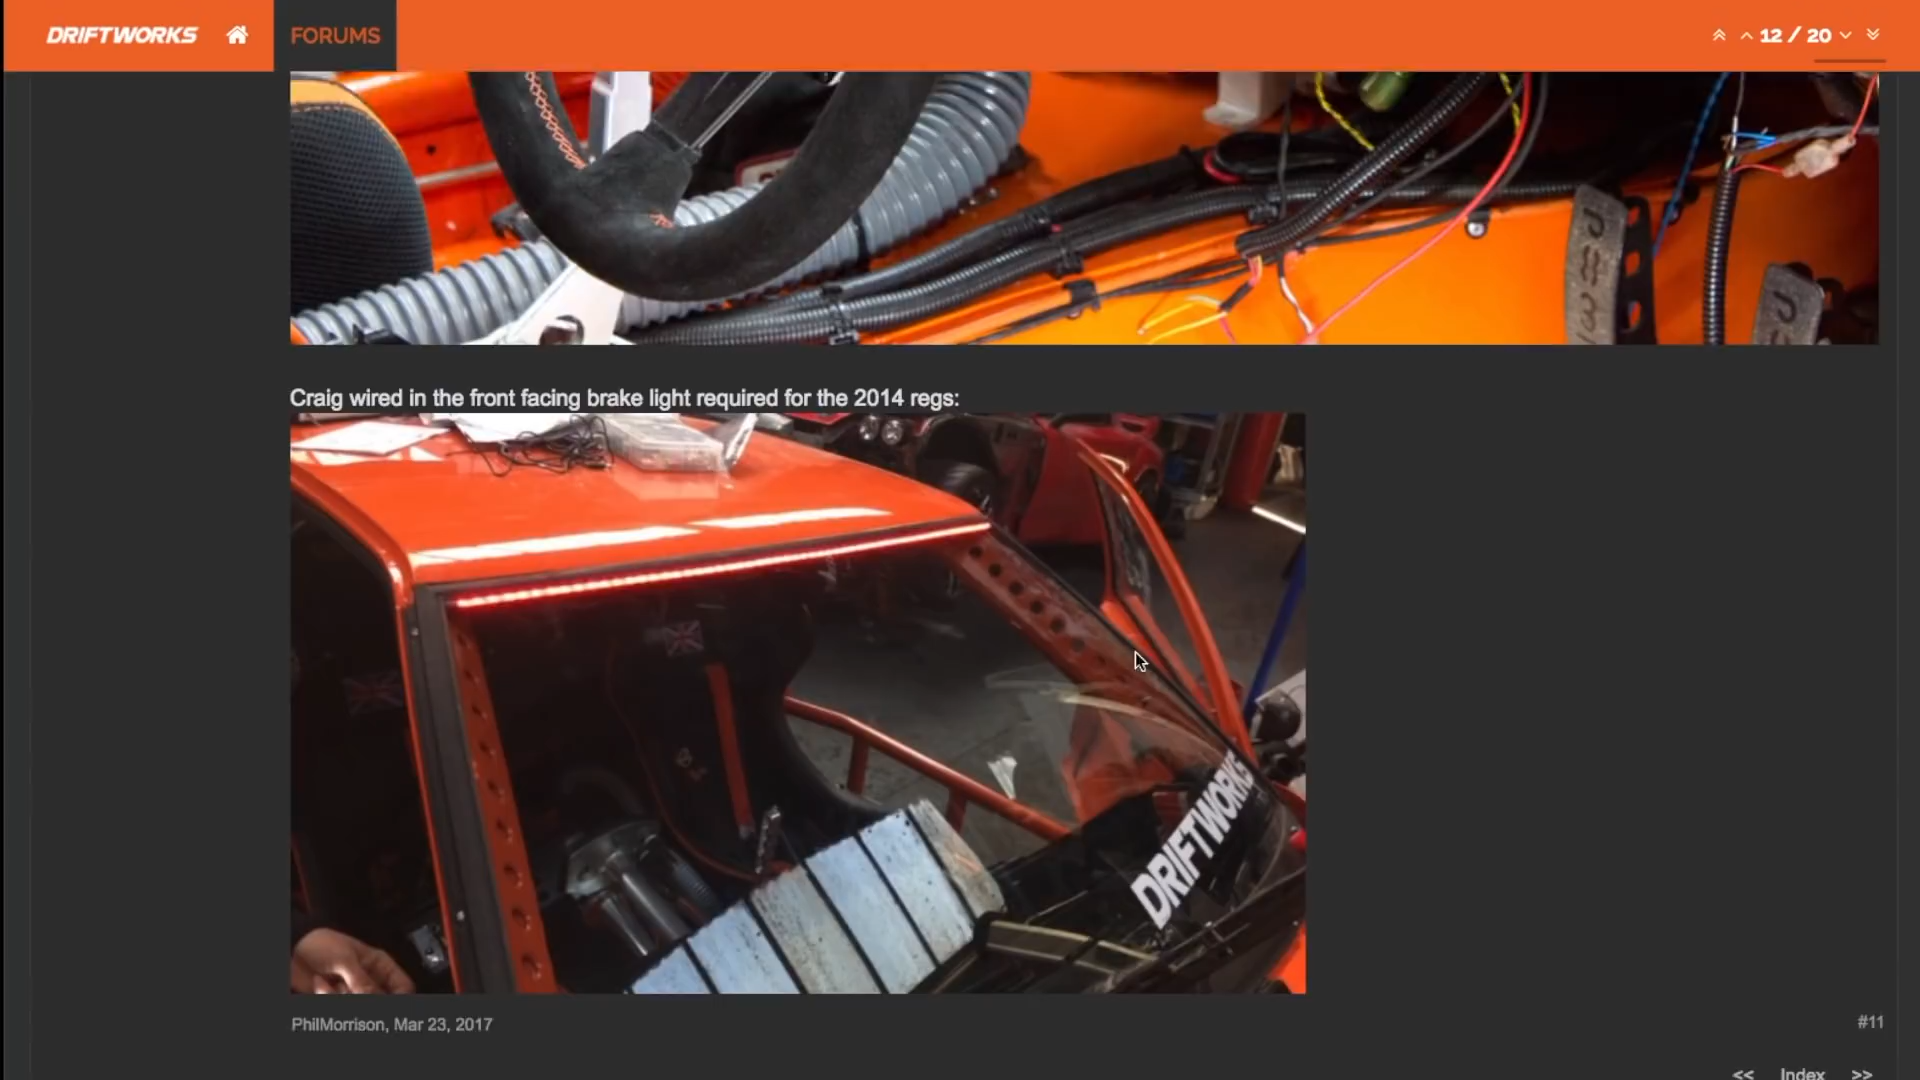 DRIFTWORKS
FORUMS
12 / 20
Craig wired in the front facing brake light required for the 2014 regs:
DRIFTWORKS
PhilMorrison, Mar 23, 2017
#11
<< Index >>